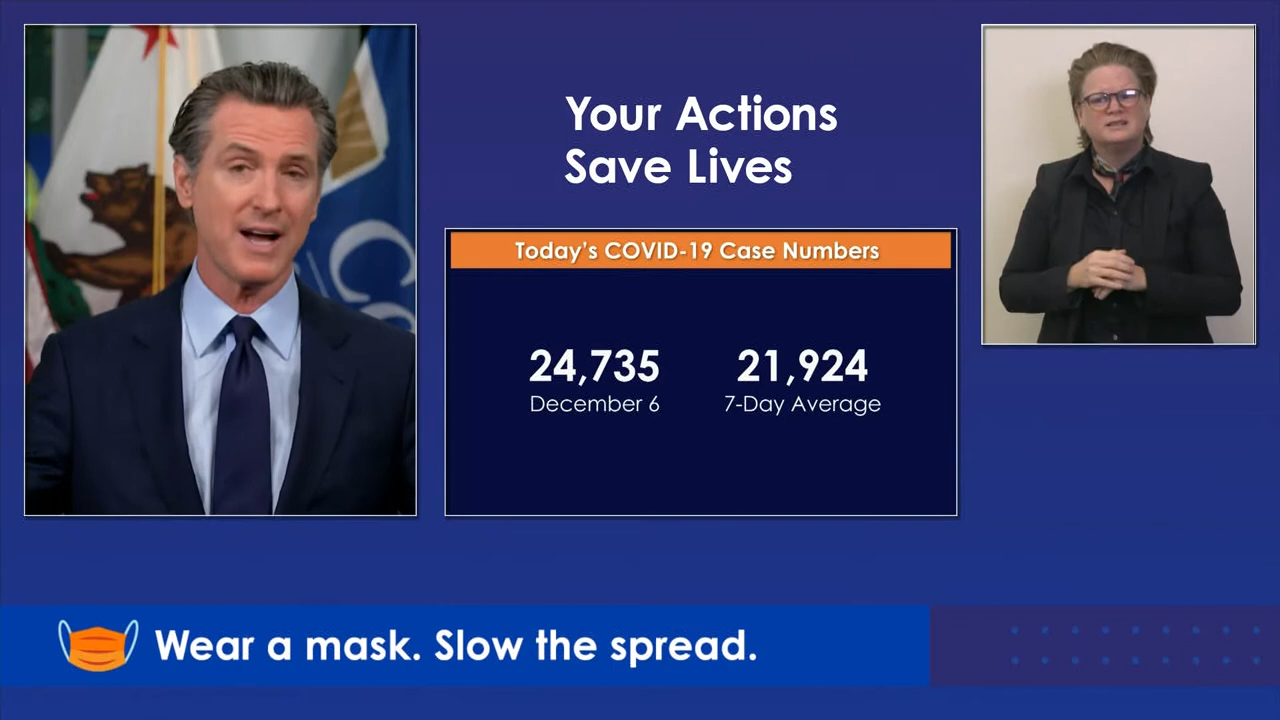 Your Actions
Save Lives
Today's COVID-19 Case Numbers
24,735
December 6
21,924
7-Day Average
Wear a mask. Slow the spread.